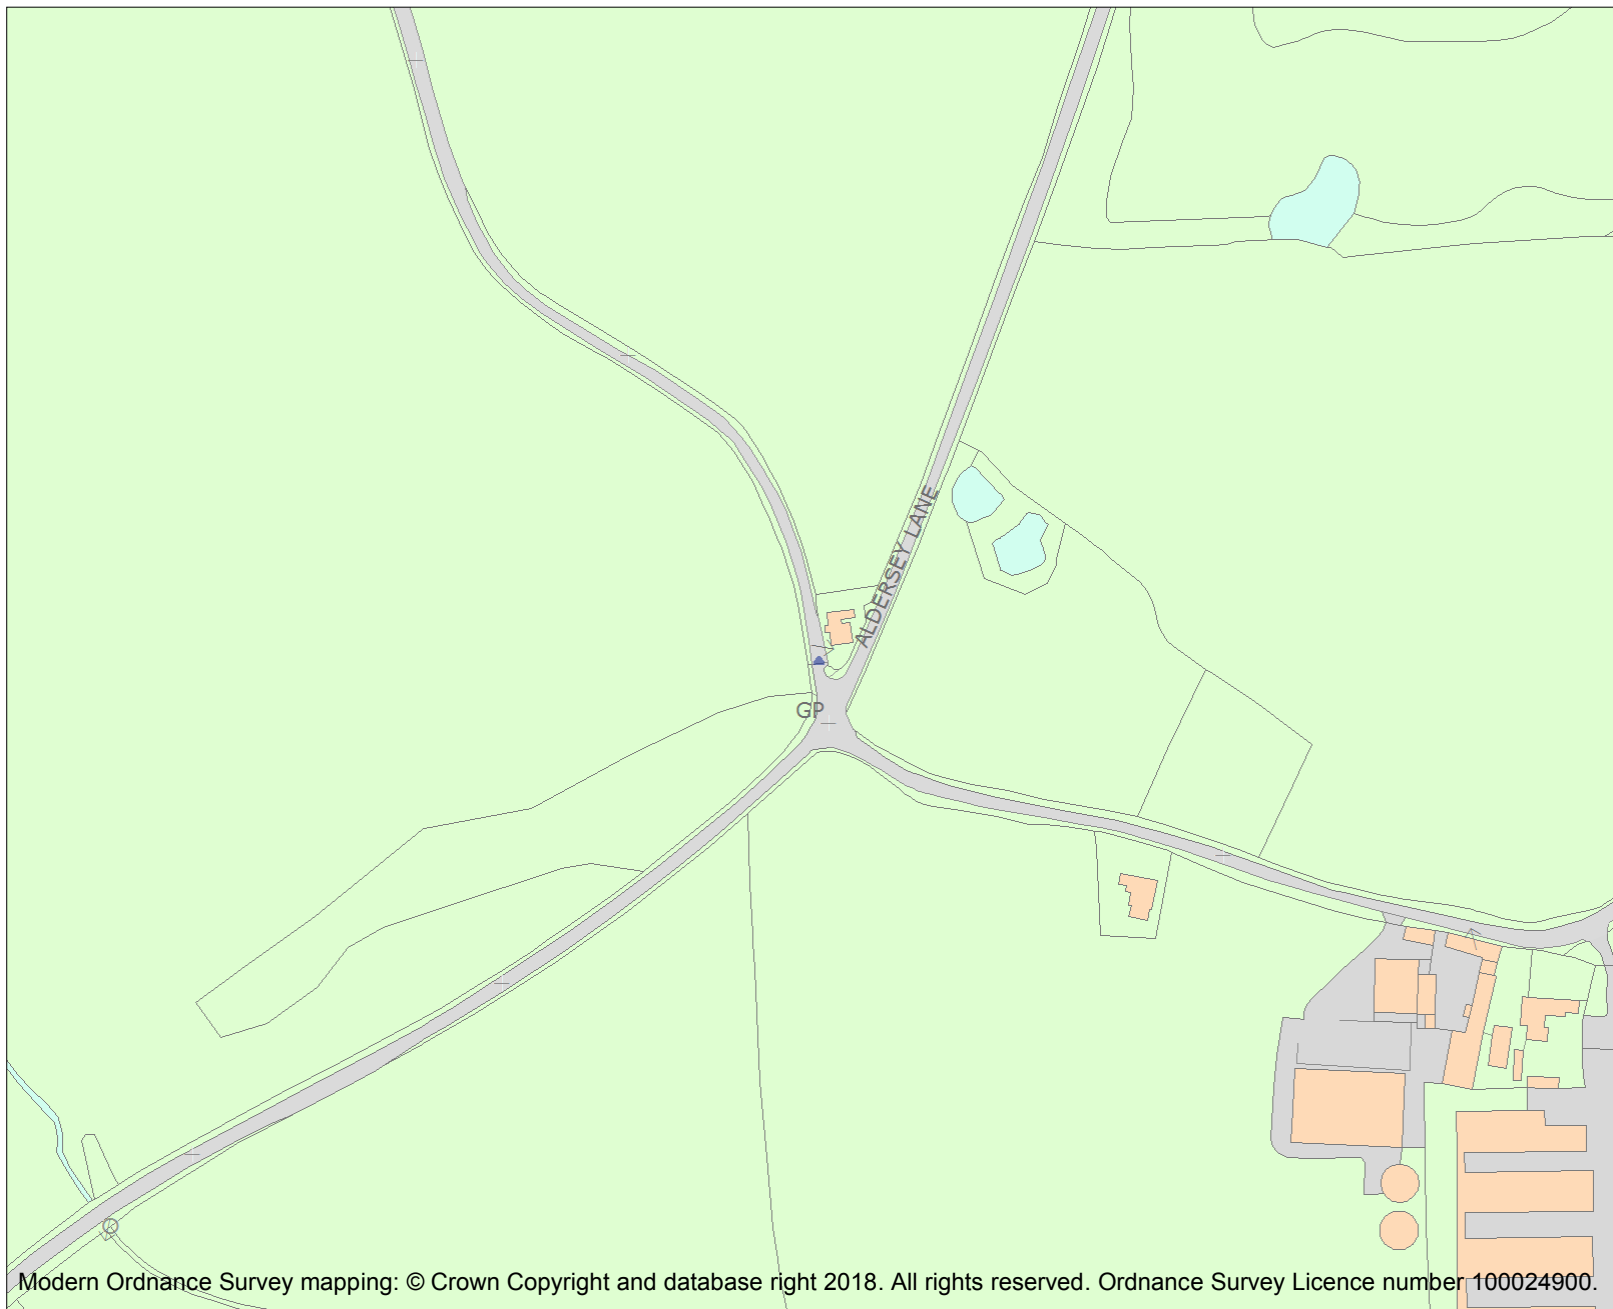 ALDERSEY LANE
GP
Modern Ordnance Survey mapping: © Crown Copyright and database right 2018. All rights reserved. Ordnance Survey Licence number 100024900.